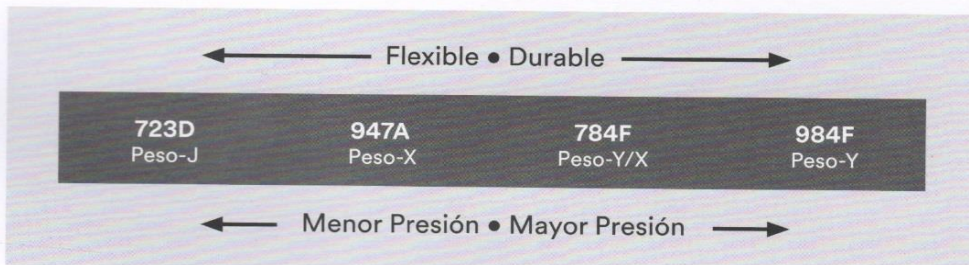 Flexible • Durable
723D 947A 784F 984F
Peso-J Peso-X Peso-Y/X Peso-Y
Menor Presión • Mayor Presión